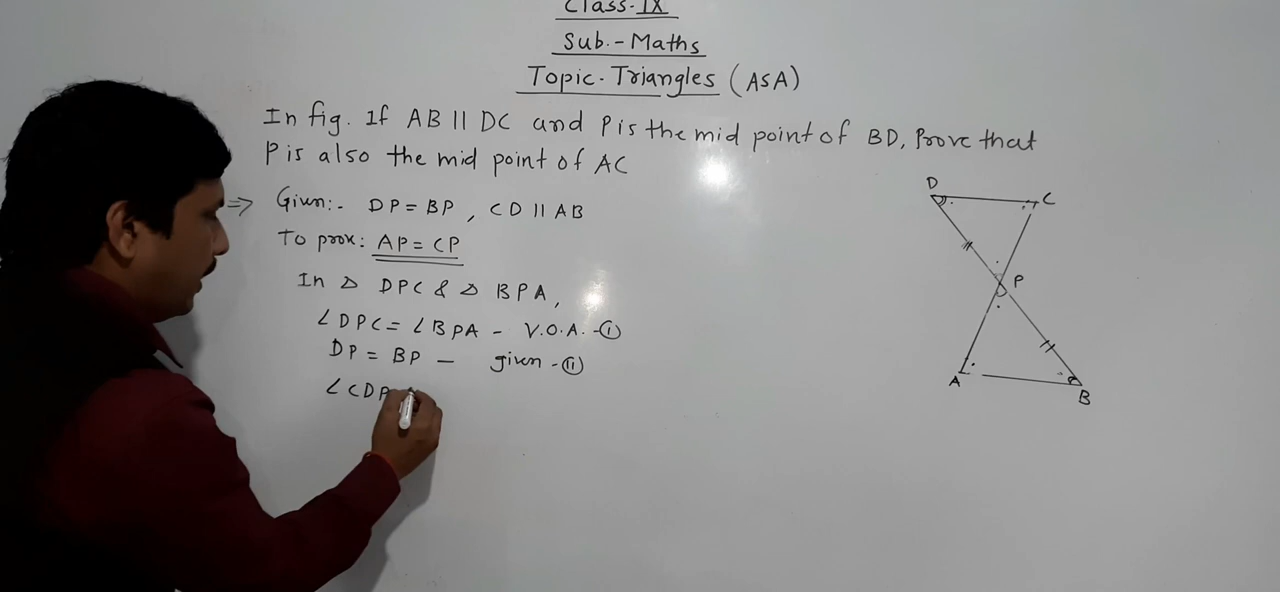 Class-IX
Sub.-Maths
Topic-Triangles (ASA)
In fig. If AB || DC and P is the mid point of BD, Prove that
P is also the mid point of AC
⇒ Given:- DP = BP, CD || AB
To prove: AP = CP
In △ DPC & △ BPA,
∠DPC = ∠BPA - V.O.A. -(i)
DP = BP - given -(ii)
∠CDP
D
C
P
A
B